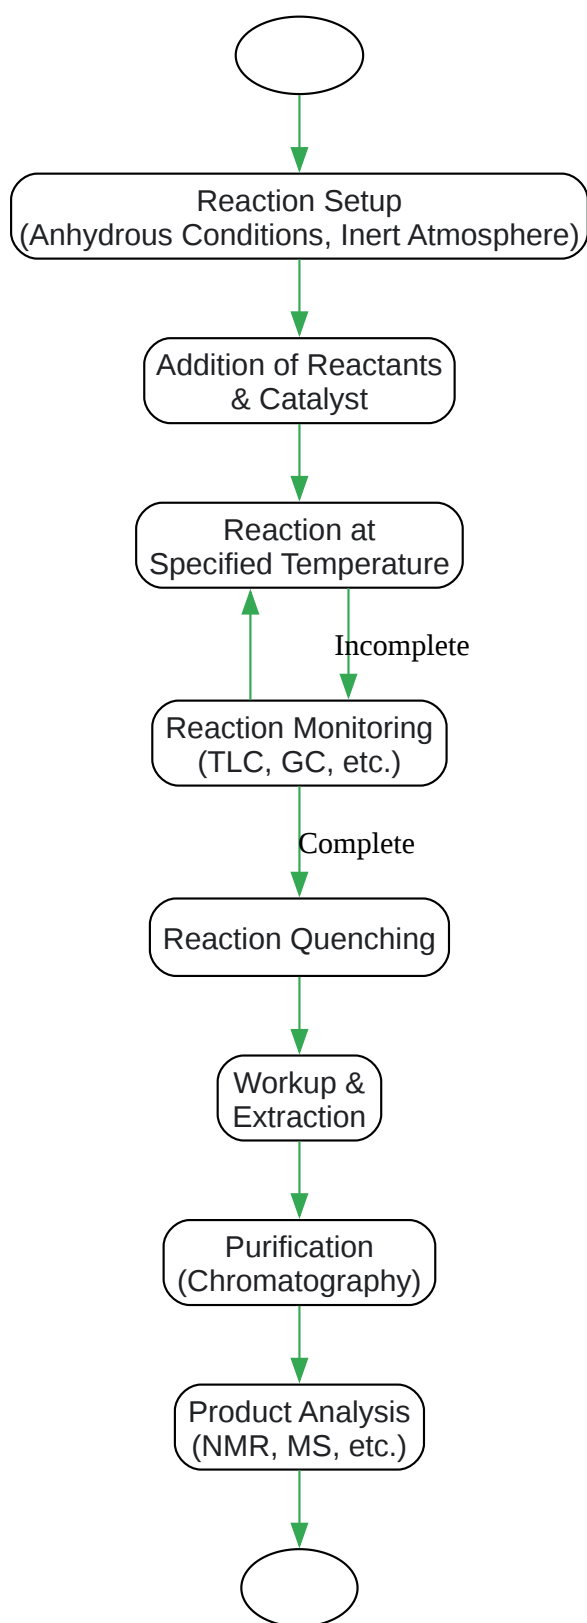 Reaction Setup
(Anhydrous Conditions, Inert Atmosphere)
Addition of Reactants
& Catalyst
Reaction at
Specified Temperature
Incomplete
Reaction Monitoring
(TLC, GC, etc.)
Complete
Reaction Quenching
Workup &
Extraction
Purification
(Chromatography)
Product Analysis
(NMR, MS, etc.)